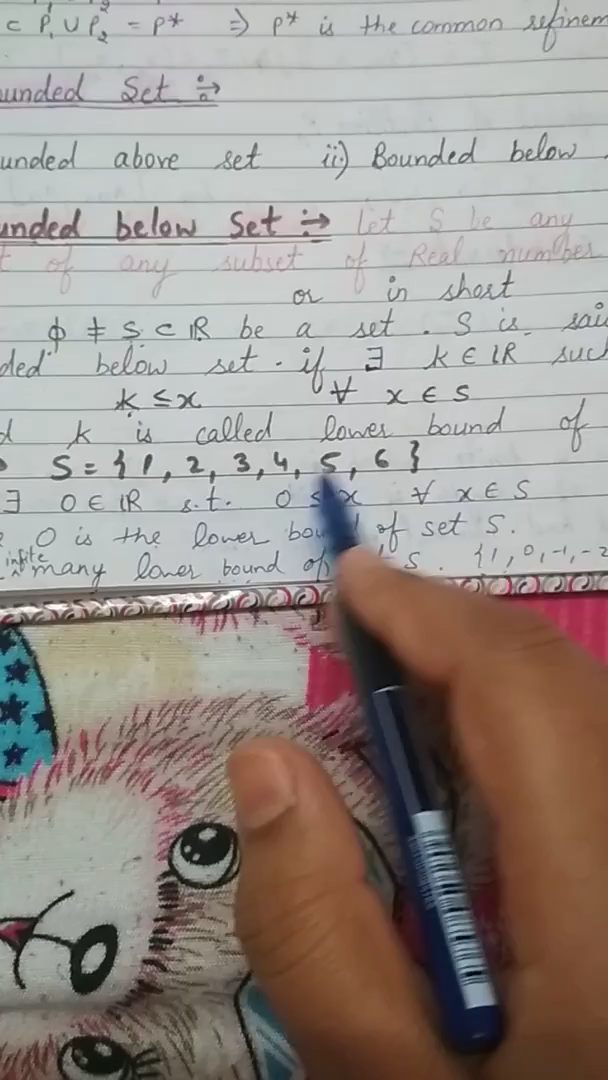 ⊂ P₁ ∪ P₂ = P* ⇒ P* is the common refinem
unded Set :→
unded above set ii) Bounded below
unded below Set :→ let S be any
t of any subset of Real number
or in short
ϕ ≠ S ⊂ ℝ be a set . S is sai
ded below set . if ∃ k ∈ ℝ suc
k ≤ x ∀ x ∈ S
d k is called lower bound of
S = { 1 , 2 , 3 , 4 , 5 , 6 }
∃ 0 ∈ ℝ s.t. 0 ≤ x ∀ x ∈ S
0 is the lower bou of set S.
many lower bound of S. {1, 0, -1, -2